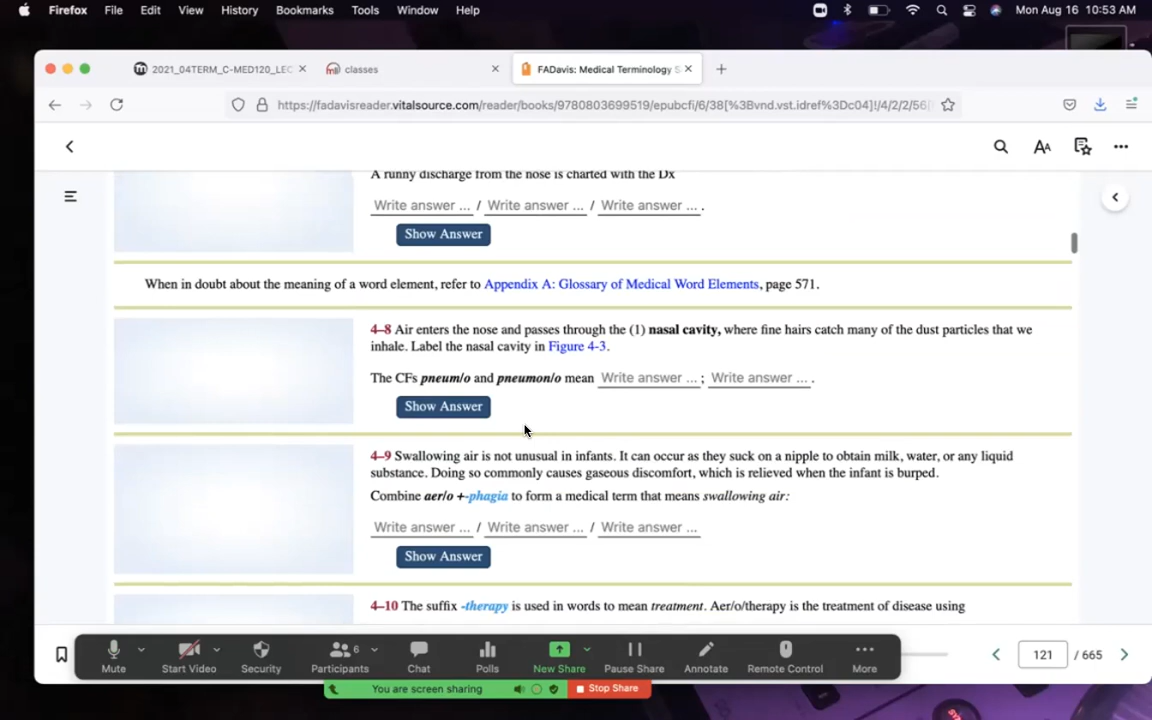 Firefox File Edit View History Bookmarks Tools Window Help Mon Aug 16 10:53 AM
2021_04TERM_C-MED120_LEC classes FADavis: Medical Terminology S
https://fadavisreader.vitalsource.com/reader/books/9780803699519/epubcfi/6/38[%3Bvnd.vst.idref%3Dc04]!/4/2/2/56
AA
A runny discharge from the nose is charted with the Dx
Write answer ... / Write answer ... / Write answer ... .
Show Answer
When in doubt about the meaning of a word element, refer to Appendix A: Glossary of Medical Word Elements, page 571.
4–8 Air enters the nose and passes through the (1) nasal cavity, where fine hairs catch many of the dust particles that we
inhale. Label the nasal cavity in Figure 4-3.
The CFs pneum/o and pneumon/o mean Write answer ... ; Write answer ... .
Show Answer
4–9 Swallowing air is not unusual in infants. It can occur as they suck on a nipple to obtain milk, water, or any liquid
substance. Doing so commonly causes gaseous discomfort, which is relieved when the infant is burped.
Combine aer/o +-phagia to form a medical term that means swallowing air:
Write answer ... / Write answer ... / Write answer ...
Show Answer
4–10 The suffix -therapy is used in words to mean treatment. Aer/o/therapy is the treatment of disease using
6
Mute Start Video Security Participants Chat Polls New Share Pause Share Annotate Remote Control More
121 / 665
You are screen sharing Stop Share